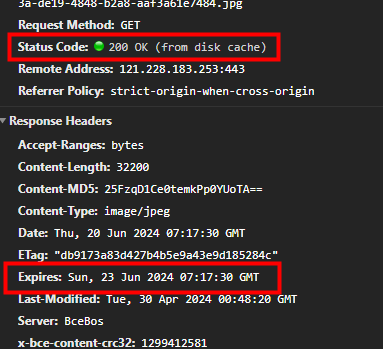 3a-de19-4848-b2a8-aaf3a61e7484.jpg
Request Method: GET
Status Code: 200 OK (from disk cache)
Remote Address: 121.228.183.253:443
Referrer Policy: strict-origin-when-cross-origin
Response Headers
Accept-Ranges: bytes
Content-Length: 32200
Content-MD5: 25FzqD1Ce0temkPp0YUoTA==
Content-Type: image/jpeg
Date: Thu, 20 Jun 2024 07:17:30 GMT
ETag: "db9173a83d427b4b5e9a43e9d185284c"
Expires: Sun, 23 Jun 2024 07:17:30 GMT
Last-Modified: Tue, 30 Apr 2024 00:48:20 GMT
Server: BceBos
x-bce-content-crc32: 1299412581